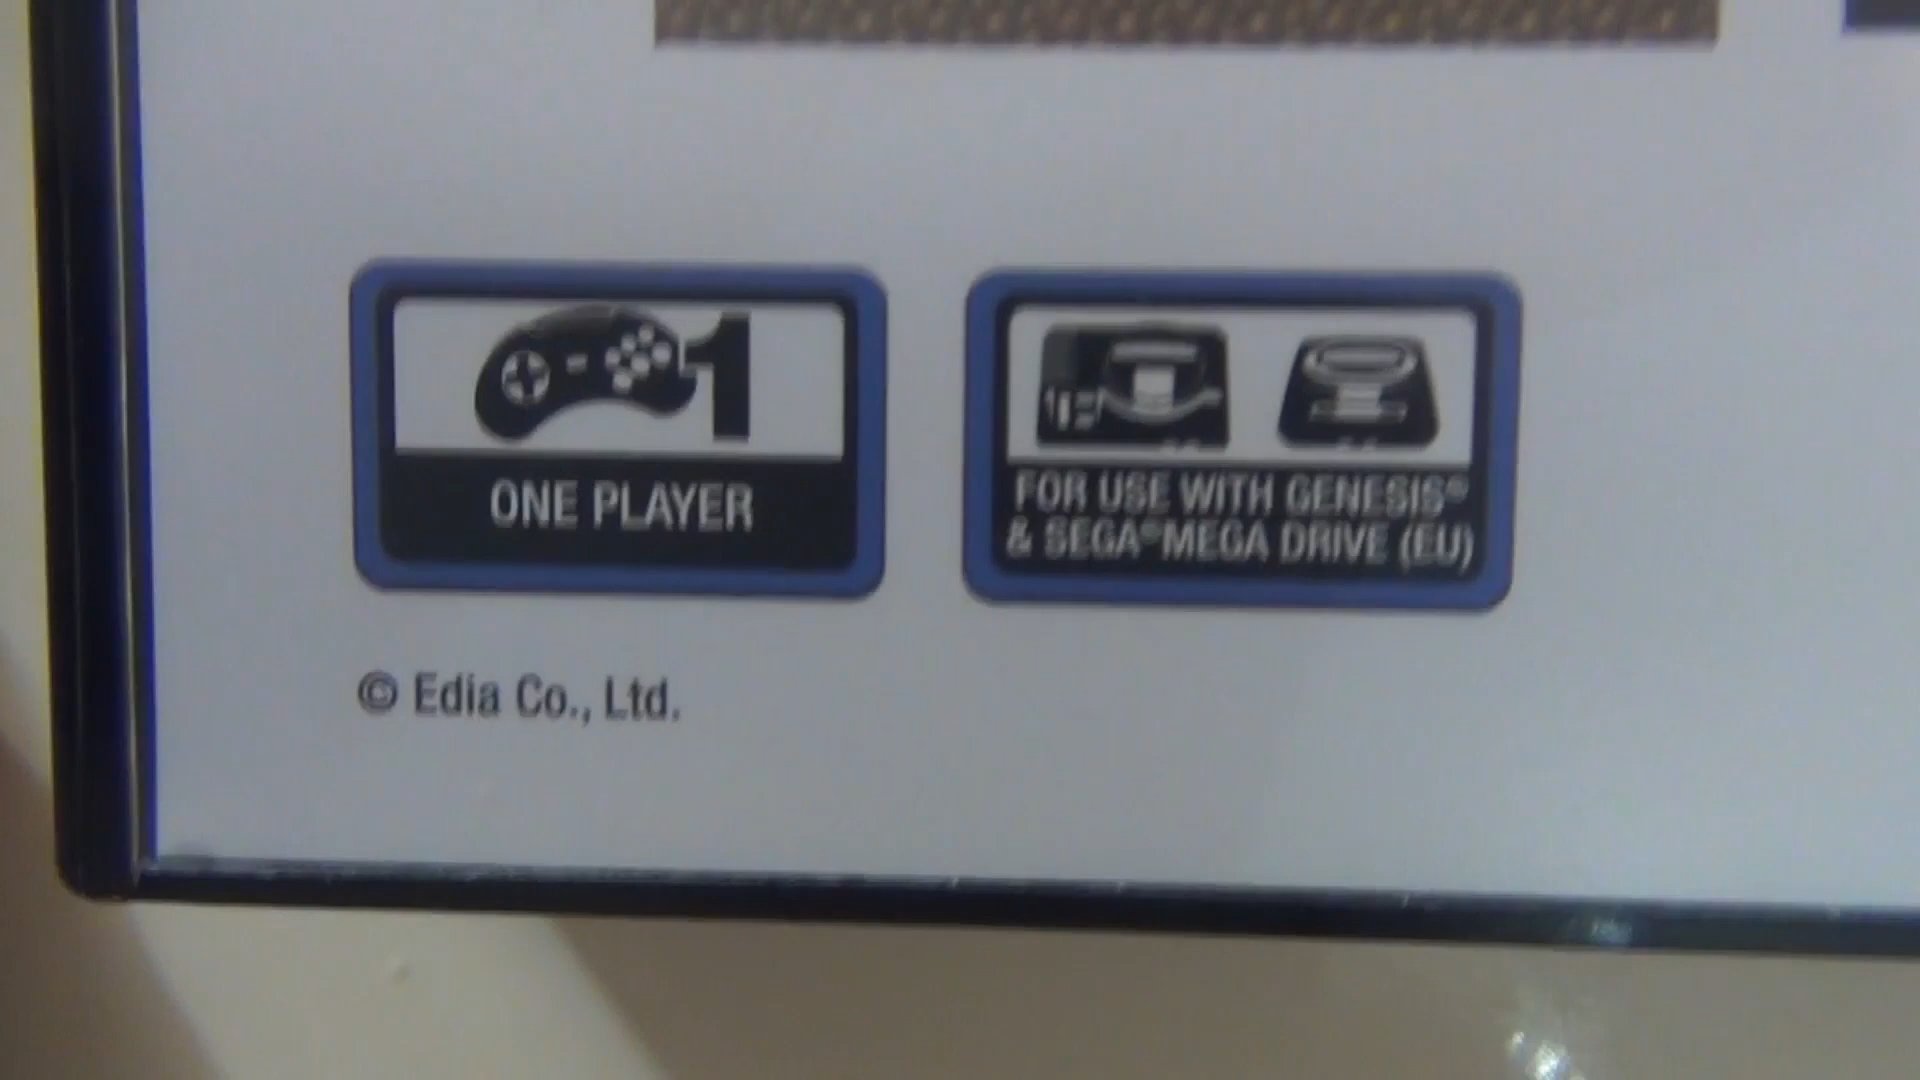 1
ONE PLAYER
FOR USE WITH GENESIS®
& SEGA® MEGA DRIVE (EU)
© Edia Co., Ltd.